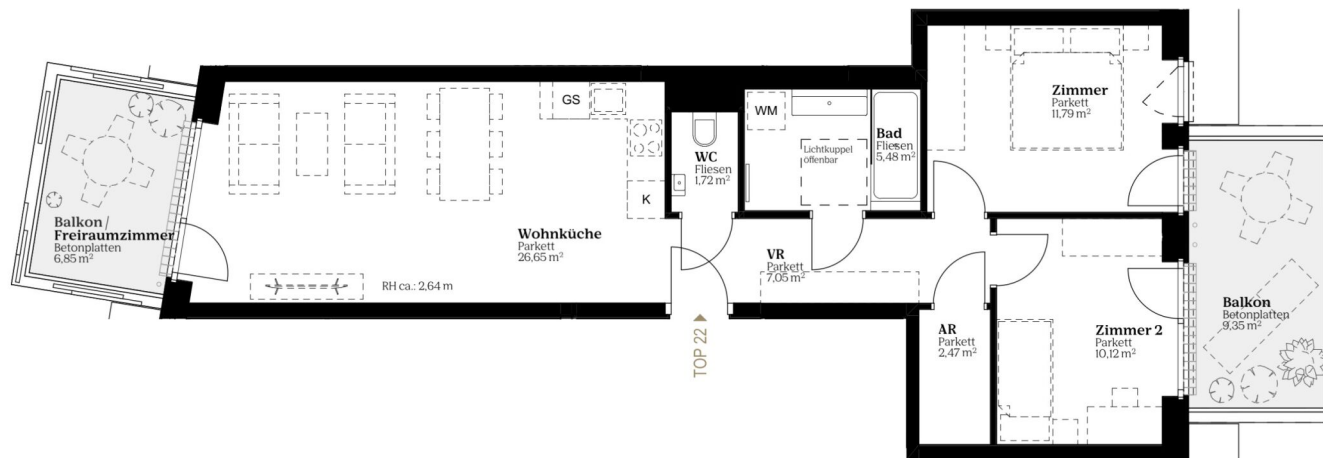 Balkon/
Freiraumzimmer
Betonplatten
6,85 m²
Wohnküche
Parkett
26,65 m²
RH ca.: 2,64 m
GS
K
WC
Fliesen
1,72 m²
WM
Lichtkuppel
öffenbar
Bad
Fliesen
5,48 m²
VR
Parkett
7,05 m²
TOP 22
AR
Parkett
2,47 m²
Zimmer
Parkett
11,79 m²
Zimmer 2
Parkett
10,12 m²
Balkon
Betonplatten
9,35 m²